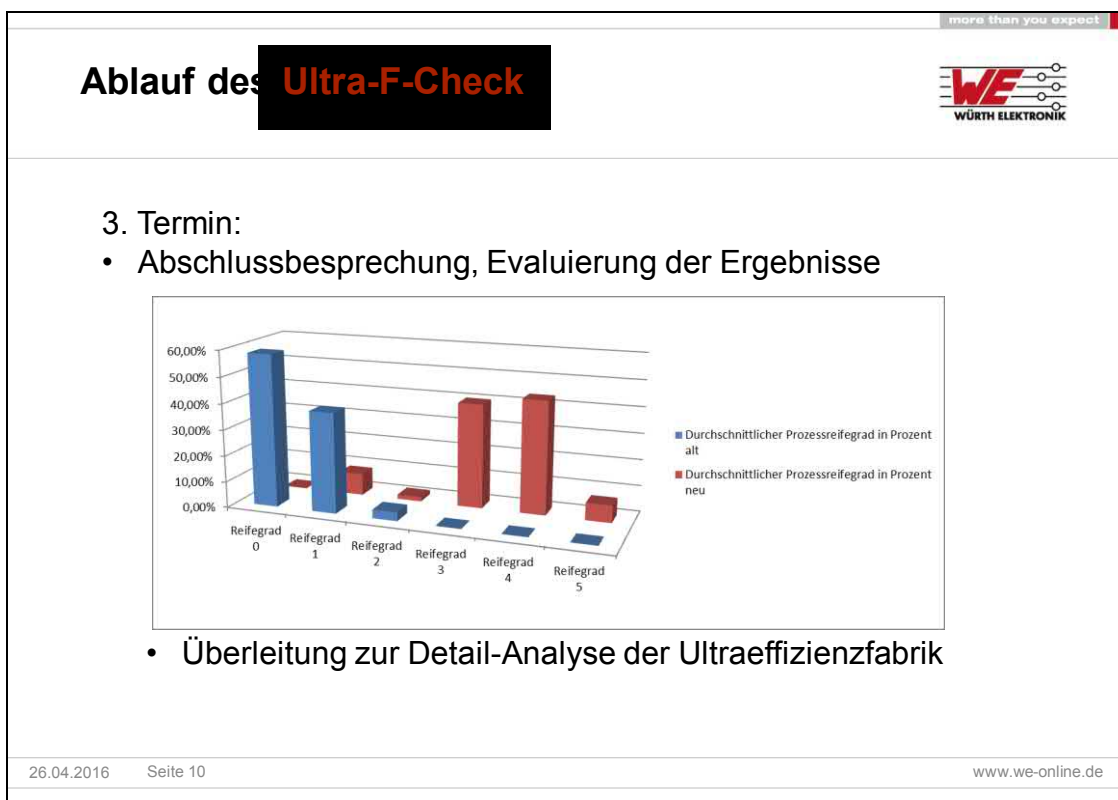 more than you expect
Ablauf des Ultra-F-Check
WE
WÜRTH ELEKTRONIK
3. Termin:
• Abschlussbesprechung, Evaluierung der Ergebnisse
60,00%
50,00%
40,00%
30,00%
20,00%
10,00%
0,00%
Reifegrad
0
Reifegrad
1
Reifegrad
2
Reifegrad
3
Reifegrad
4
Reifegrad
5
Durchschnittlicher Prozessreifegrad in Prozent
alt
Durchschnittlicher Prozessreifegrad in Prozent
neu
• Überleitung zur Detail-Analyse der Ultraeffizienzfabrik
26.04.2016 Seite 10 www.we-online.de